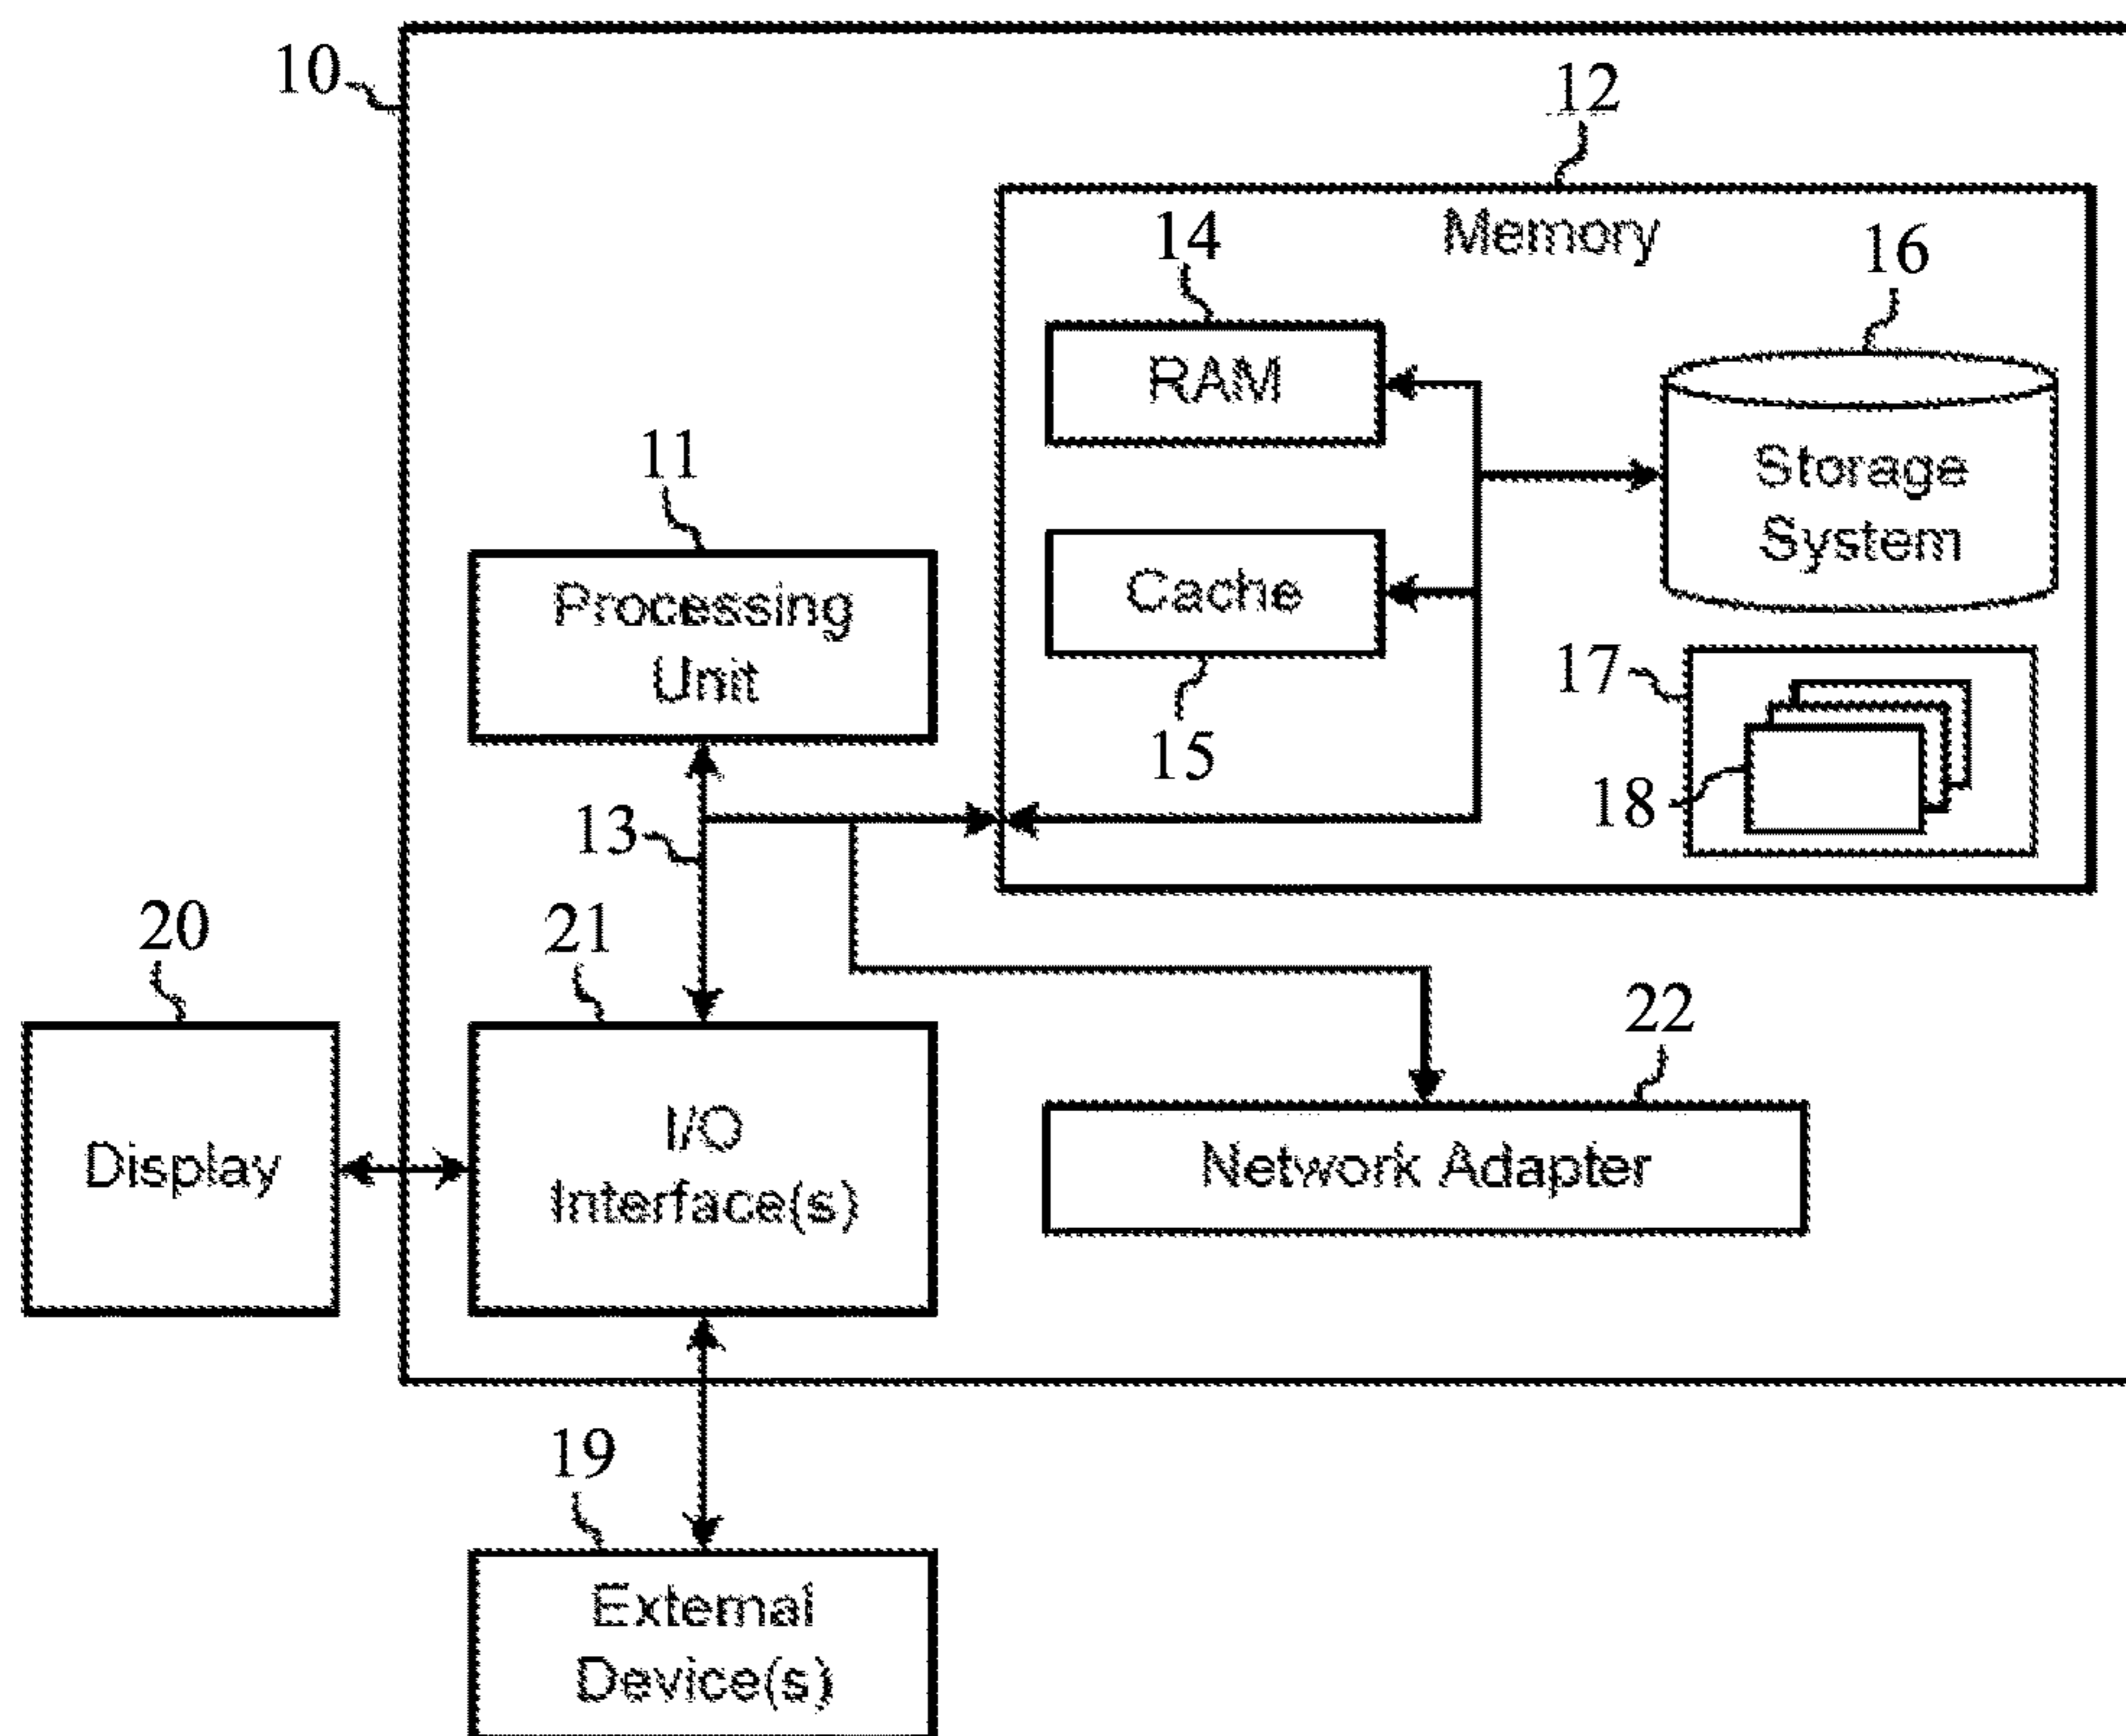 10
12
Memory
14
16
RAM
Storage
System
11
Processing
Unit
Cache
15
17
18
13
20
21
22
Display
I/O
Interface(s)
Network Adapter
19
External
Device(s)